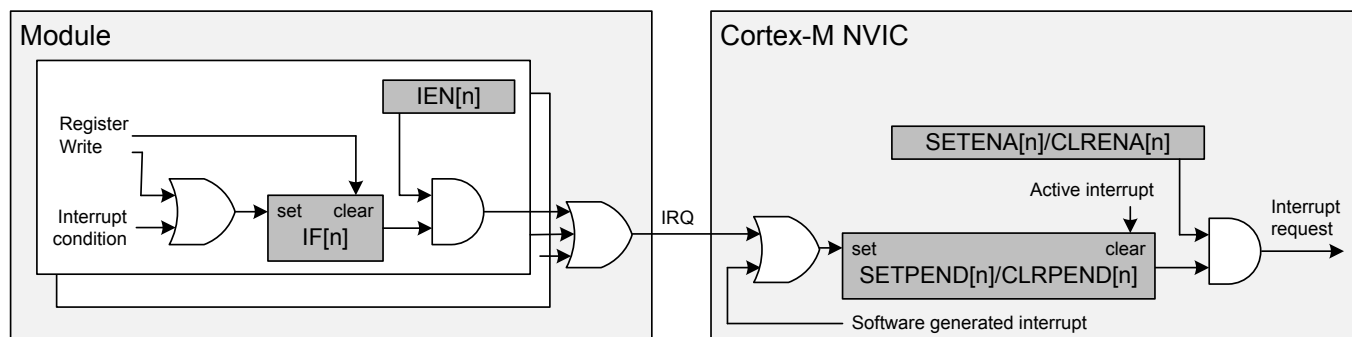 Module
IEN[n]
Register
Write
Interrupt
condition
set clear
IF[n]
IRQ
Cortex-M NVIC
SETENA[n]/CLRENA[n]
Active interrupt
Interrupt
request
set clear
SETPEND[n]/CLRPEND[n]
Software generated interrupt